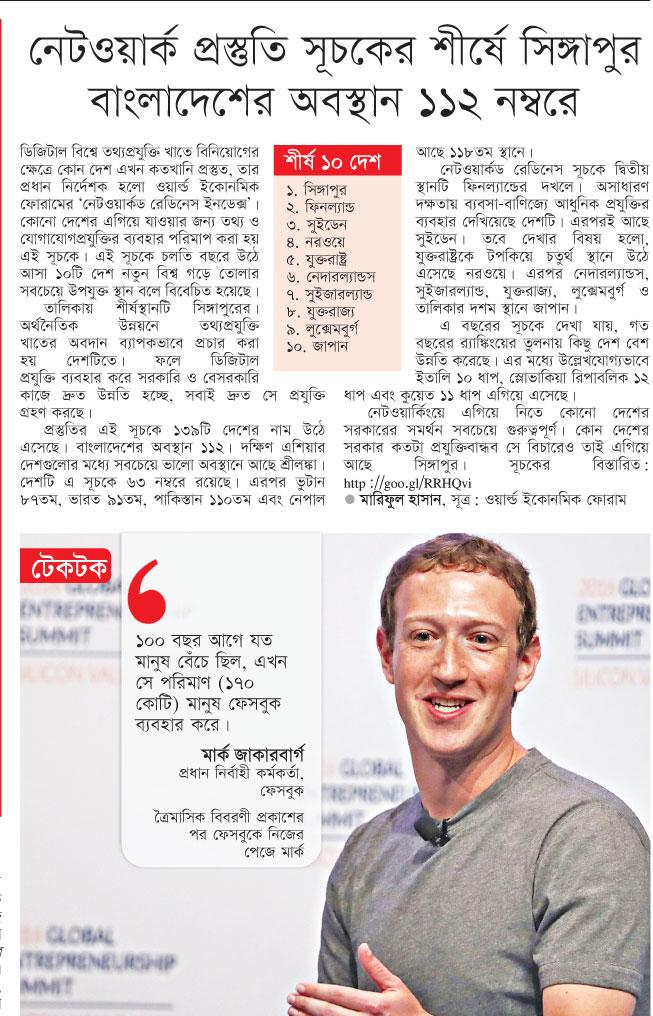 নেটওয়ার্ক প্রস্তুতি সূচকের শীর্ষে সিঙ্গাপুর
বাংলাদেশের অবস্থান ১১২ নম্বরে
ডিজিটাল বিশ্বে তথ্যপ্রযুক্তি খাতে বিনিয়োগের
ক্ষেত্রে কোন দেশ এখন কতখানি প্রস্তুত, তার
প্রধান নির্দেশক হলো ওয়ার্ল্ড ইকোনমিক
ফোরামের ‘নেটওয়ার্কড রেডিনেস ইনডেক্স’।
কোনো দেশের এগিয়ে যাওয়ার জন্য তথ্য ও
যোগাযোগপ্রযুক্তির ব্যবহার পরিমাপ করা হয়
এই সূচকে। এই সূচকে চলতি বছরে উঠে
আসা ১০টি দেশ নতুন বিশ্ব গড়ে তোলার
সবচেয়ে উপযুক্ত স্থান বলে বিবেচিত হয়েছে।
তালিকায় শীর্ষস্থানটি সিঙ্গাপুরের।
অর্থনৈতিক উন্নয়নে তথ্যপ্রযুক্তি
খাতের অবদান ব্যাপকভাবে প্রচার করা
হয় দেশটিতে। ফলে ডিজিটাল
প্রযুক্তি ব্যবহার করে সরকারি ও বেসরকারি
কাজে দ্রুত উন্নতি হচ্ছে, সবাই দ্রুত সে প্রযুক্তি
গ্রহণ করছে।
প্রস্তুতির এই সূচকে ১৩৯টি দেশের নাম উঠে
এসেছে। বাংলাদেশের অবস্থান ১১২। দক্ষিণ এশিয়ার
দেশগুলোর মধ্যে সবচেয়ে ভালো অবস্থানে আছে শ্রীলঙ্কা।
দেশটি এ সূচকে ৬৩ নম্বরে রয়েছে। এরপর ভুটান
৮৭তম, ভারত ৯১তম, পাকিস্তান ১১০তম এবং নেপাল
শীর্ষ ১০ দেশ
১. সিঙ্গাপুর
২. ফিনল্যান্ড
৩. সুইডেন
৪. নরওয়ে
৫. যুক্তরাষ্ট্র
৬. নেদারল্যান্ডস
৭. সুইজারল্যান্ড
৮. যুক্তরাজ্য
৯. লুক্সেমবুর্গ
১০. জাপান
আছে ১১৮তম স্থানে।
নেটওয়ার্কড রেডিনেস সূচকে দ্বিতীয়
স্থানটি ফিনল্যান্ডের দখলে। অসাধারণ
দক্ষতায় ব্যবসা-বাণিজ্যে আধুনিক প্রযুক্তির
ব্যবহার দেখিয়েছে দেশটি। এরপরই আছে
সুইডেন। তবে দেখার বিষয় হলো,
যুক্তরাষ্ট্রকে টপকিয়ে চতুর্থ স্থানে উঠে
এসেছে নরওয়ে। এরপর নেদারল্যান্ডস,
সুইজারল্যান্ড, যুক্তরাজ্য, লুক্সেমবুর্গ ও
তালিকার দশম স্থানে জাপান।
এ বছরের সূচকে দেখা যায়, গত
বছরের র‍্যাঙ্কিংয়ের তুলনায় কিছু দেশ বেশ
উন্নতি করেছে। এর মধ্যে উল্লেখযোগ্যভাবে
ইতালি ১০ ধাপ, স্লোভাকিয়া রিপাবলিক ১২
ধাপ এবং কুয়েত ১১ ধাপ এগিয়ে এসেছে।
নেটওয়ার্কিংয়ে এগিয়ে নিতে কোনো দেশের
সরকারের সমর্থন সবচেয়ে গুরুত্বপূর্ণ। কোন দেশের
সরকার কতটা প্রযুক্তিবান্ধব সে বিচারেও তাই এগিয়ে
আছে সিঙ্গাপুর। সূচকের বিস্তারিত:
http://goo.gl/RRHQvi
● মারিফুল হাসান, সূত্র: ওয়ার্ল্ড ইকোনমিক ফোরাম
টেকটক
১০০ বছর আগে যত
মানুষ বেঁচে ছিল, এখন
সে পরিমাণ (১৭০
কোটি) মানুষ ফেসবুক
ব্যবহার করে।
মার্ক জাকারবার্গ
প্রধান নির্বাহী কর্মকর্তা,
ফেসবুক
ত্রৈমাসিক বিবরণী প্রকাশের
পর ফেসবুকে নিজের
পেজে মার্ক
GLOBAL
ENTREPRENEURSHIP
SUMMIT